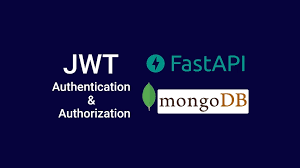 JWT
Authentication
&
Authorization
FastAPI
mongoDB